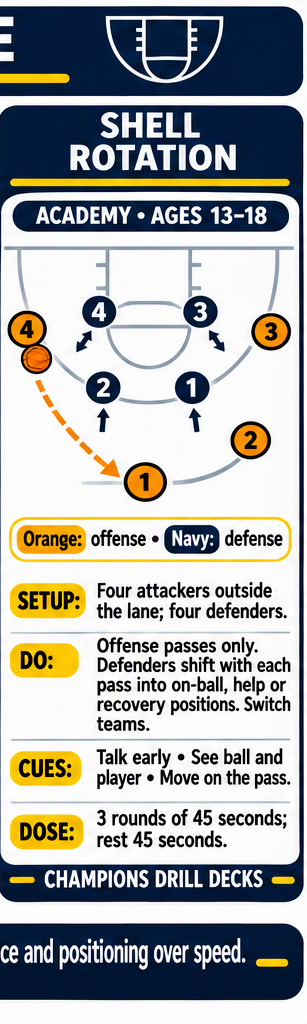 E
SHELL
ROTATION
ACADEMY • AGES 13–18
4 3
4 3
2 1
2
1
Orange: offense • Navy: defense
SETUP: Four attackers outside
the lane; four defenders.
DO: Offense passes only.
Defenders shift with each
pass into on-ball, help or
recovery positions. Switch
teams.
CUES: Talk early • See ball and
player • Move on the pass.
DOSE: 3 rounds of 45 seconds;
rest 45 seconds.
CHAMPIONS DRILL DECKS
ce and positioning over speed.